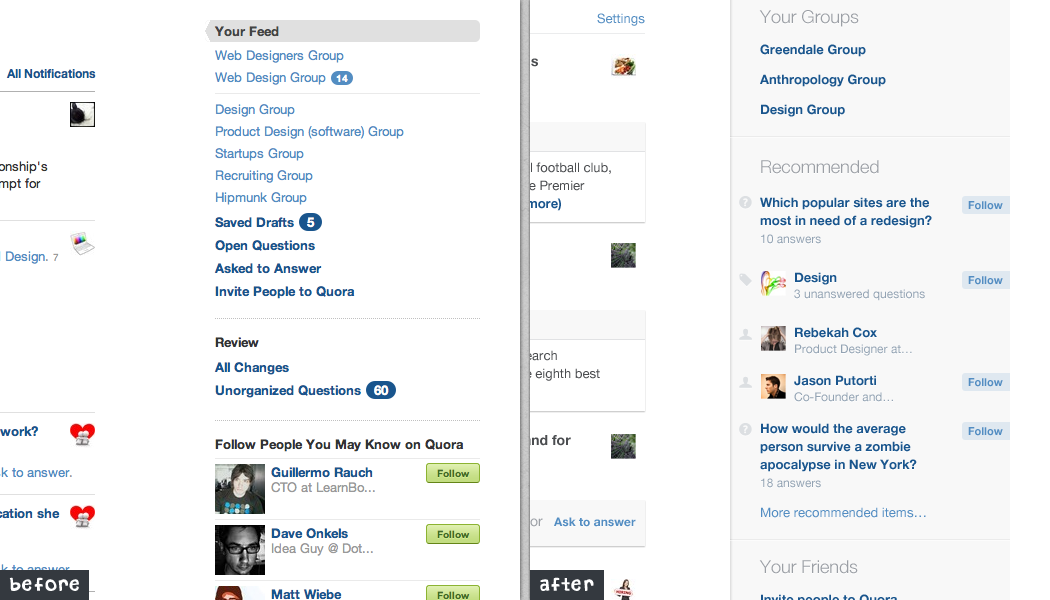 All Notifications
onship's
mpt for
l Design. 7
work?
k to answer.
cation she
sk to answer
before
Your Feed
Web Designers Group
Web Design Group 14
Design Group
Product Design (software) Group
Startups Group
Recruiting Group
Hipmunk Group
Saved Drafts 5
Open Questions
Asked to Answer
Invite People to Quora
Review
All Changes
Unorganized Questions 60
Follow People You May Know on Quora
Guillermo Rauch
CTO at LearnBo...
Follow
Dave Onkels
Idea Guy @ Dot...
Follow
Matt Wiebe
Follow
Settings
s
l football club,
e Premier
more)
earch
e eighth best
nd for
or Ask to answer
after
Your Groups
Greendale Group
Anthropology Group
Design Group
Recommended
Which popular sites are the
most in need of a redesign?
10 answers
Follow
Design
3 unanswered questions
Follow
Rebekah Cox
Product Designer at...
Jason Putorti
Co-Founder and...
Follow
How would the average
person survive a zombie
apocalypse in New York?
18 answers
Follow
More recommended items...
Your Friends
Invite people to Quora